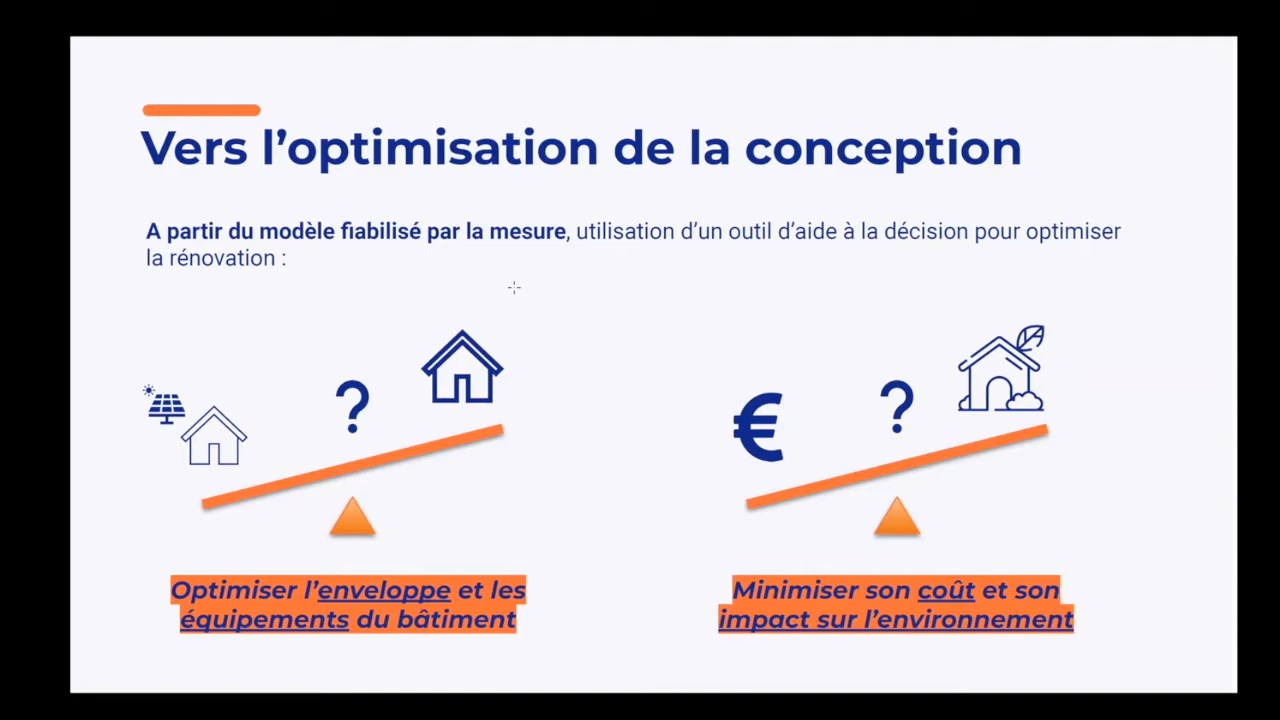 Vers l’optimisation de la conception
A partir du modèle fiabilisé par la mesure, utilisation d’un outil d’aide à la décision pour optimiser
la rénovation :
?
€
?
Optimiser l’enveloppe et les
équipements du bâtiment
Minimiser son coût et son
impact sur l’environnement